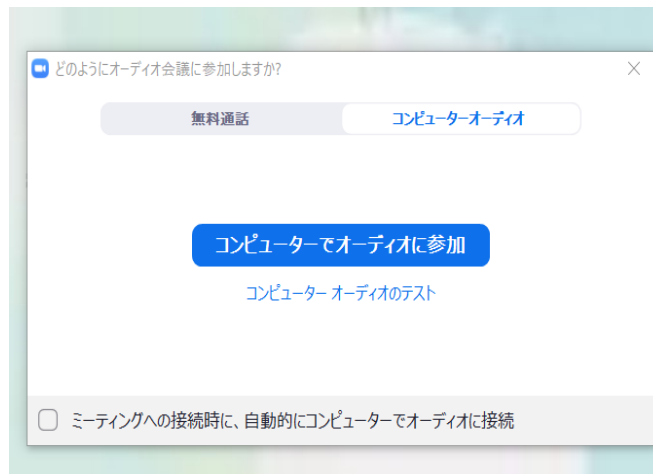 どのようにオーディオ会議に参加しますか?
無料通話
コンピューターオーディオ
コンピューターでオーディオに参加
コンピューター オーディオのテスト
ミーティングへの接続時に、自動的にコンピューターでオーディオに接続